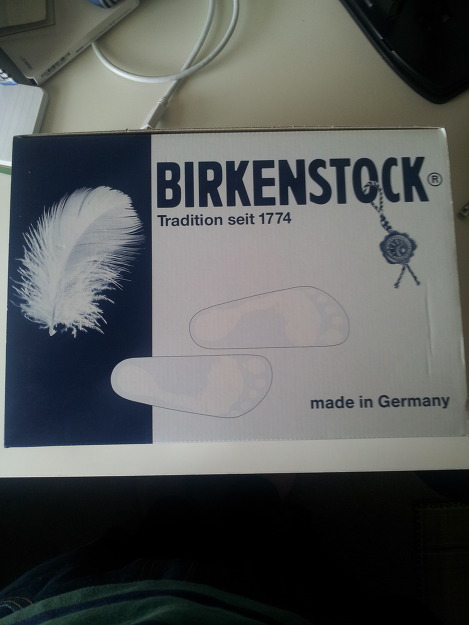 BIRKENSTOCK®
Tradition seit 1774
made in Germany